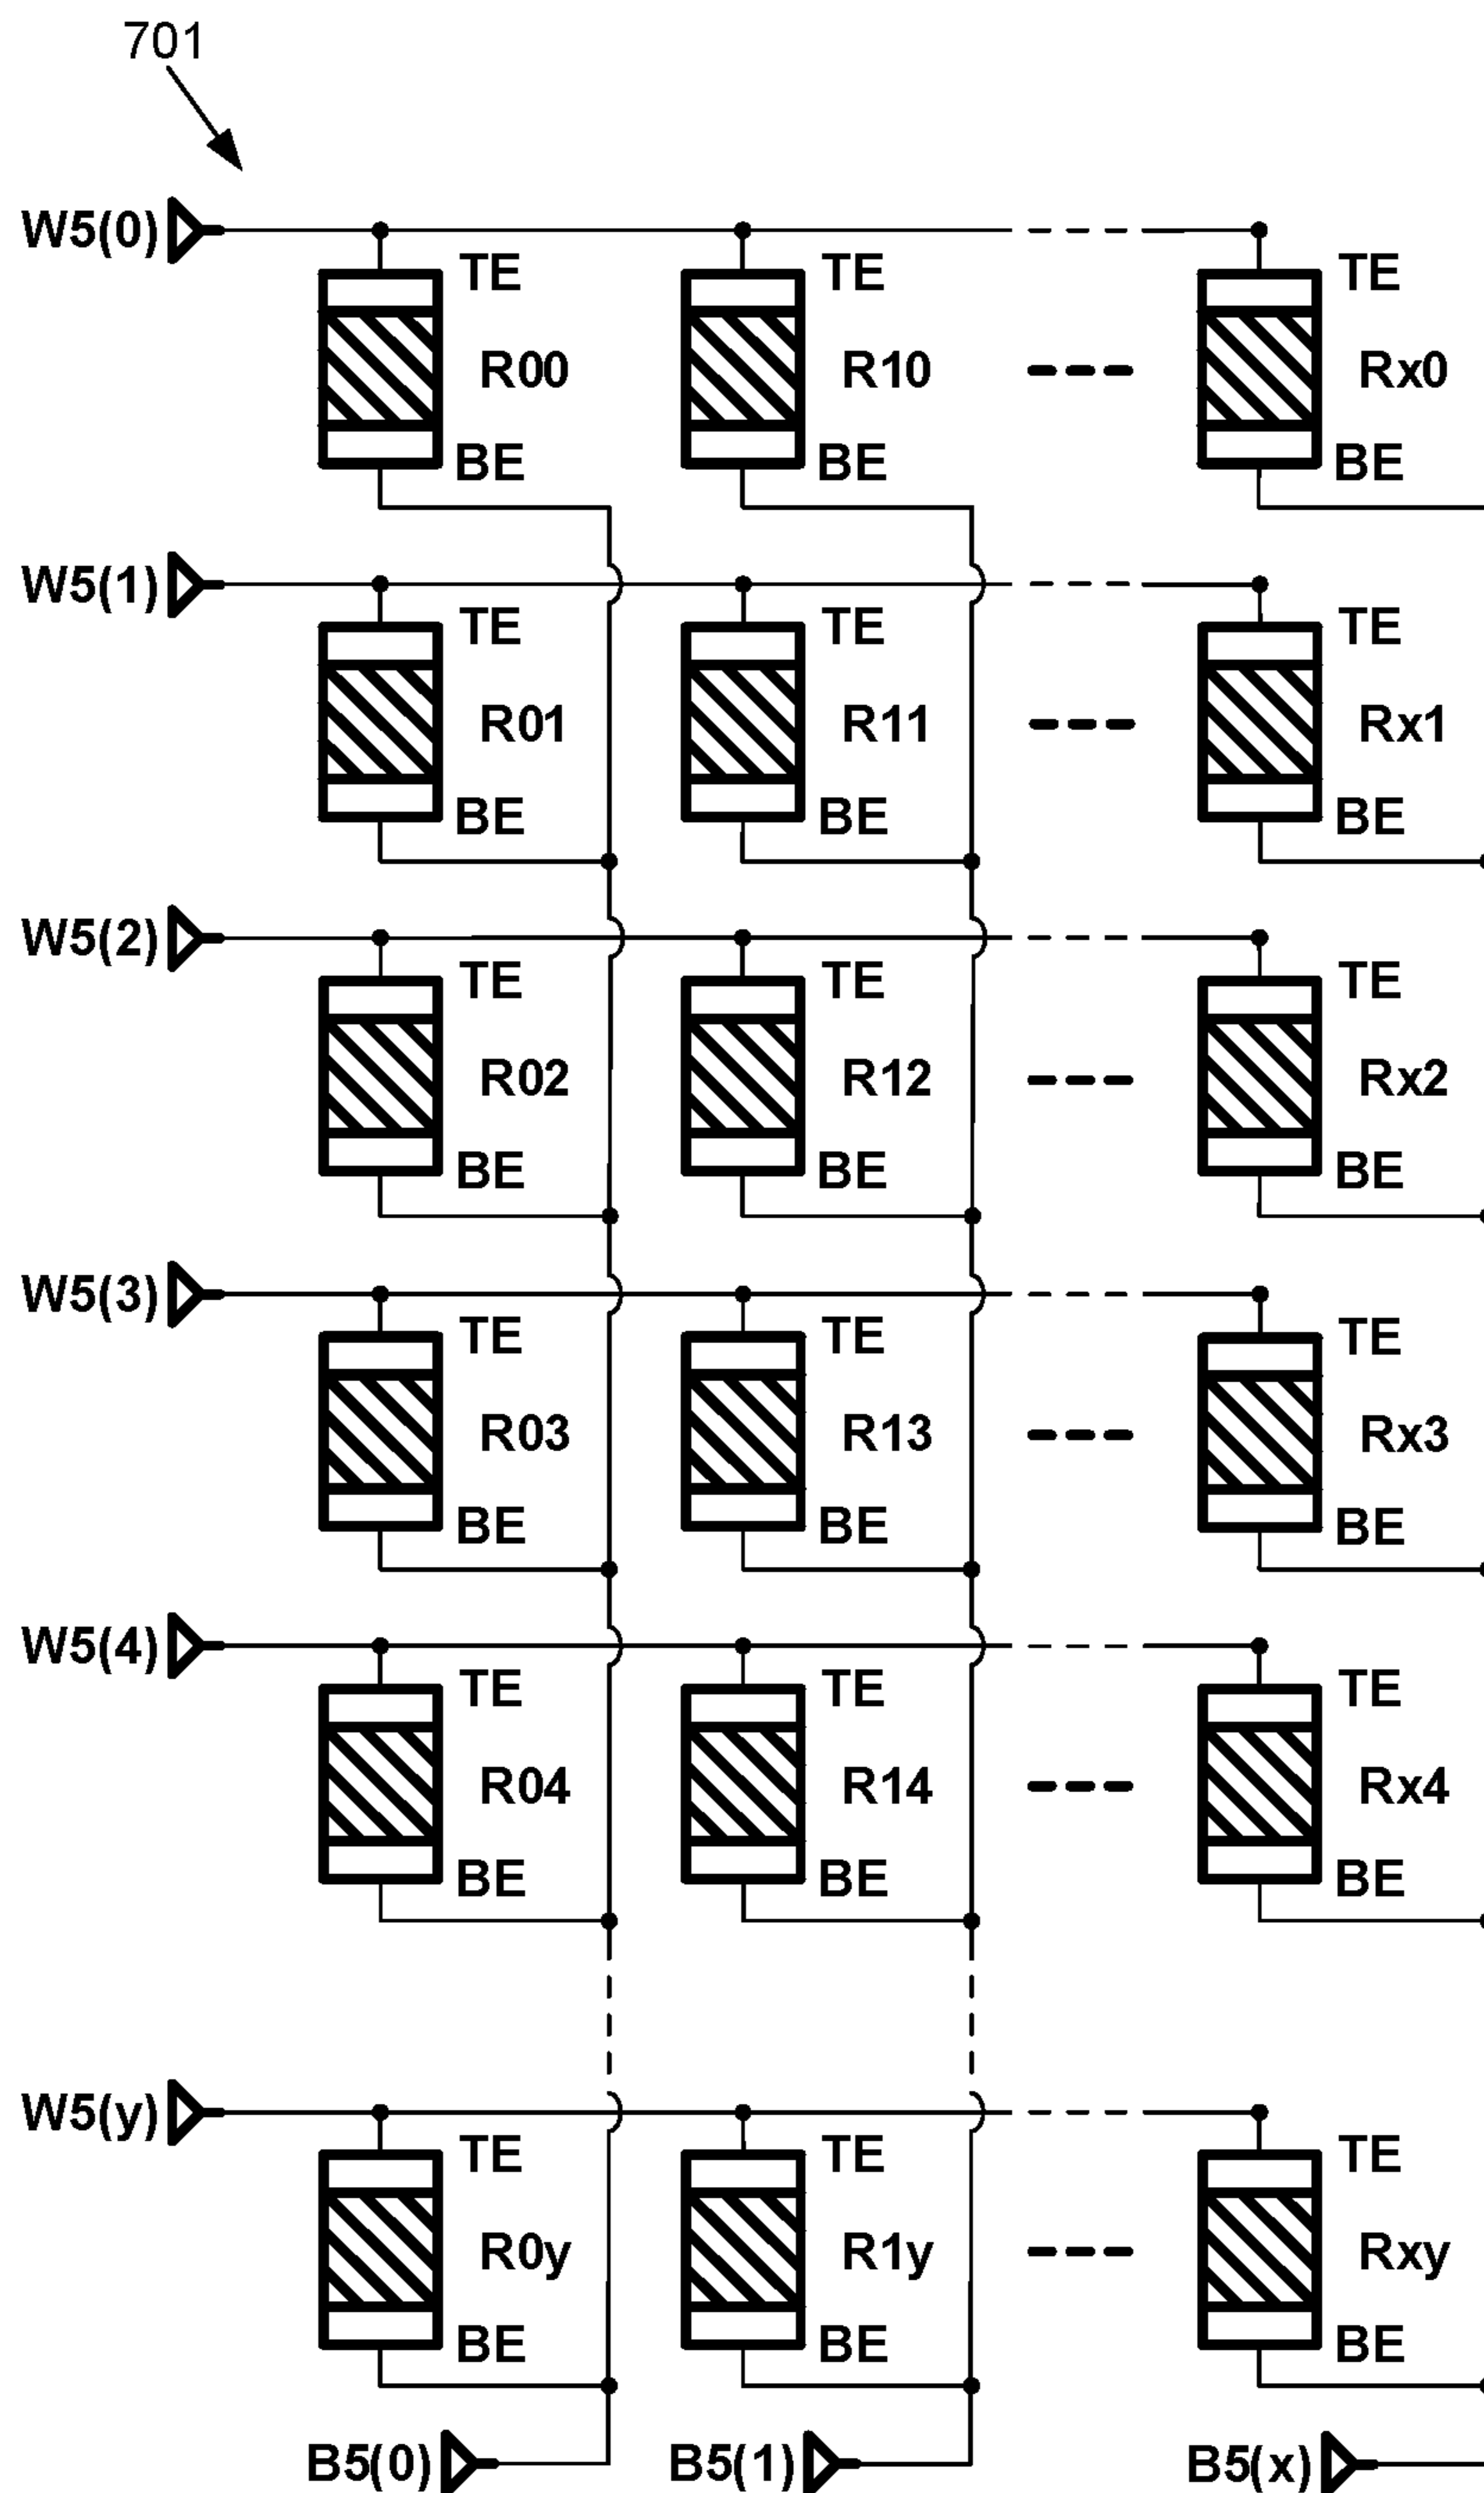 701
W5(0)
TE TE TE
R00 R10 Rx0
BE BE BE
W5(1)
TE TE TE
R01 R11 Rx1
BE BE BE
W5(2)
TE TE TE
R02 R12 Rx2
BE BE BE
W5(3)
TE TE TE
R03 R13 Rx3
BE BE BE
W5(4)
TE TE TE
R04 R14 Rx4
BE BE BE
W5(y)
TE TE TE
R0y R1y Rxy
BE BE BE
B5(0) B5(1) B5(x)